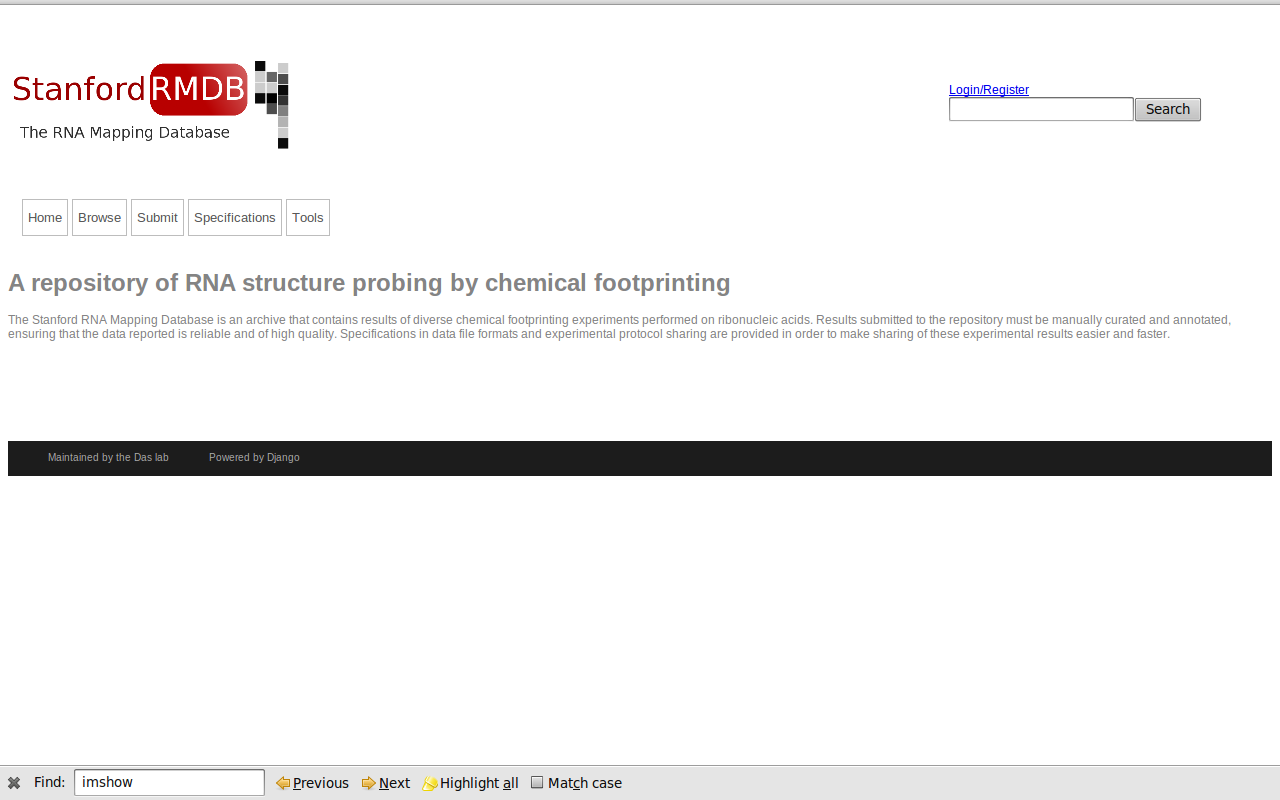 StanfordRMDB
The RNA Mapping Database
Login/Register
Search
Home Browse Submit Specifications Tools
A repository of RNA structure probing by chemical footprinting
The Stanford RNA Mapping Database is an archive that contains results of diverse chemical footprinting experiments performed on ribonucleic acids. Results submitted to the repository must be manually curated and annotated,
ensuring that the data reported is reliable and of high quality. Specifications in data file formats and experimental protocol sharing are provided in order to make sharing of these experimental results easier and faster.
Maintained by the Das lab Powered by Django
Find: imshow Previous Next Highlight all Match case